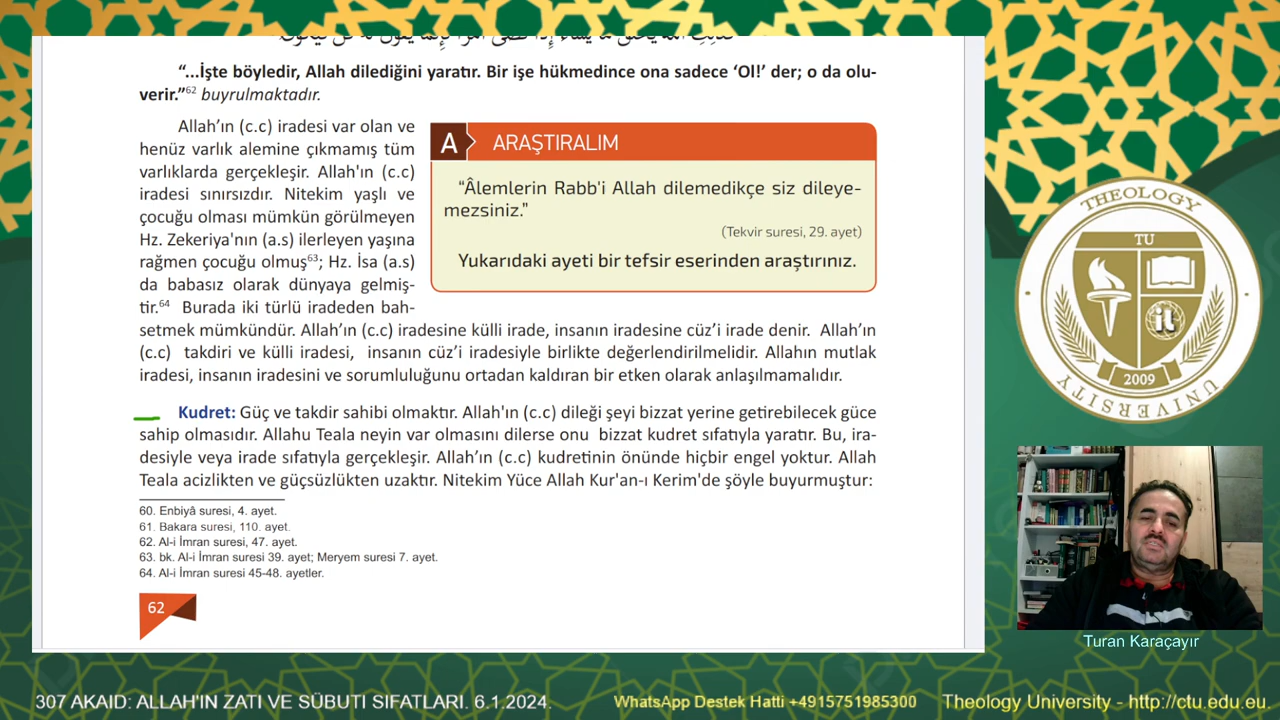 “...İşte böyledir, Allah dilediğini yaratır. Bir işe hükmedince ona sadece ‘Ol!’ der; o da olu-
verir.”62 buyrulmaktadır.
Allah’ın (c.c) iradesi var olan ve
henüz varlık alemine çıkmamış tüm
varlıklarda gerçekleşir. Allah'ın (c.c)
iradesi sınırsızdır. Nitekim yaşlı ve
çocuğu olması mümkün görülmeyen
Hz. Zekeriya'nın (a.s) ilerleyen yaşına
rağmen çocuğu olmuş63; Hz. İsa (a.s)
da babasız olarak dünyaya gelmiş-
tir.64 Burada iki türlü iradeden bah-
setmek mümkündür. Allah’ın (c.c) iradesine külli irade, insanın iradesine cüz’i irade denir. Allah’ın
(c.c) takdiri ve külli iradesi, insanın cüz’i iradesiyle birlikte değerlendirilmelidir. Allahın mutlak
iradesi, insanın iradesini ve sorumluluğunu ortadan kaldıran bir etken olarak anlaşılmamalıdır.
A ARAŞTIRALIM
“Âlemlerin Rabb'i Allah dilemedikçe siz dileye-
mezsiniz.”
(Tekvir suresi, 29. ayet)
Yukarıdaki ayeti bir tefsir eserinden araştırınız.
Kudret: Güç ve takdir sahibi olmaktır. Allah'ın (c.c) dileği şeyi bizzat yerine getirebilecek güce
sahip olmasıdır. Allahu Teala neyin var olmasını dilerse onu bizzat kudret sıfatıyla yaratır. Bu, ira-
desiyle veya irade sıfatıyla gerçekleşir. Allah’ın (c.c) kudretinin önünde hiçbir engel yoktur. Allah
Teala acizlikten ve güçsüzlükten uzaktır. Nitekim Yüce Allah Kur'an-ı Kerim'de şöyle buyurmuştur:
60. Enbiyâ suresi, 4. ayet.
61. Bakara suresi, 110. ayet.
62. Al-i İmran suresi, 47. ayet.
63. bk. Al-i İmran suresi 39. ayet; Meryem suresi 7. ayet.
64. Al-i İmran suresi 45-48. ayetler.
62
THEOLOGY
TU
it
2009
UNIVERSITY
Turan Karaçayır
307 AKAID: ALLAH'IN ZATI VE SÜBUTI SIFATLARI. 6.1.2024.
WhatsApp Destek Hatti +4915751985300
Theology University - http://ctu.edu.eu.